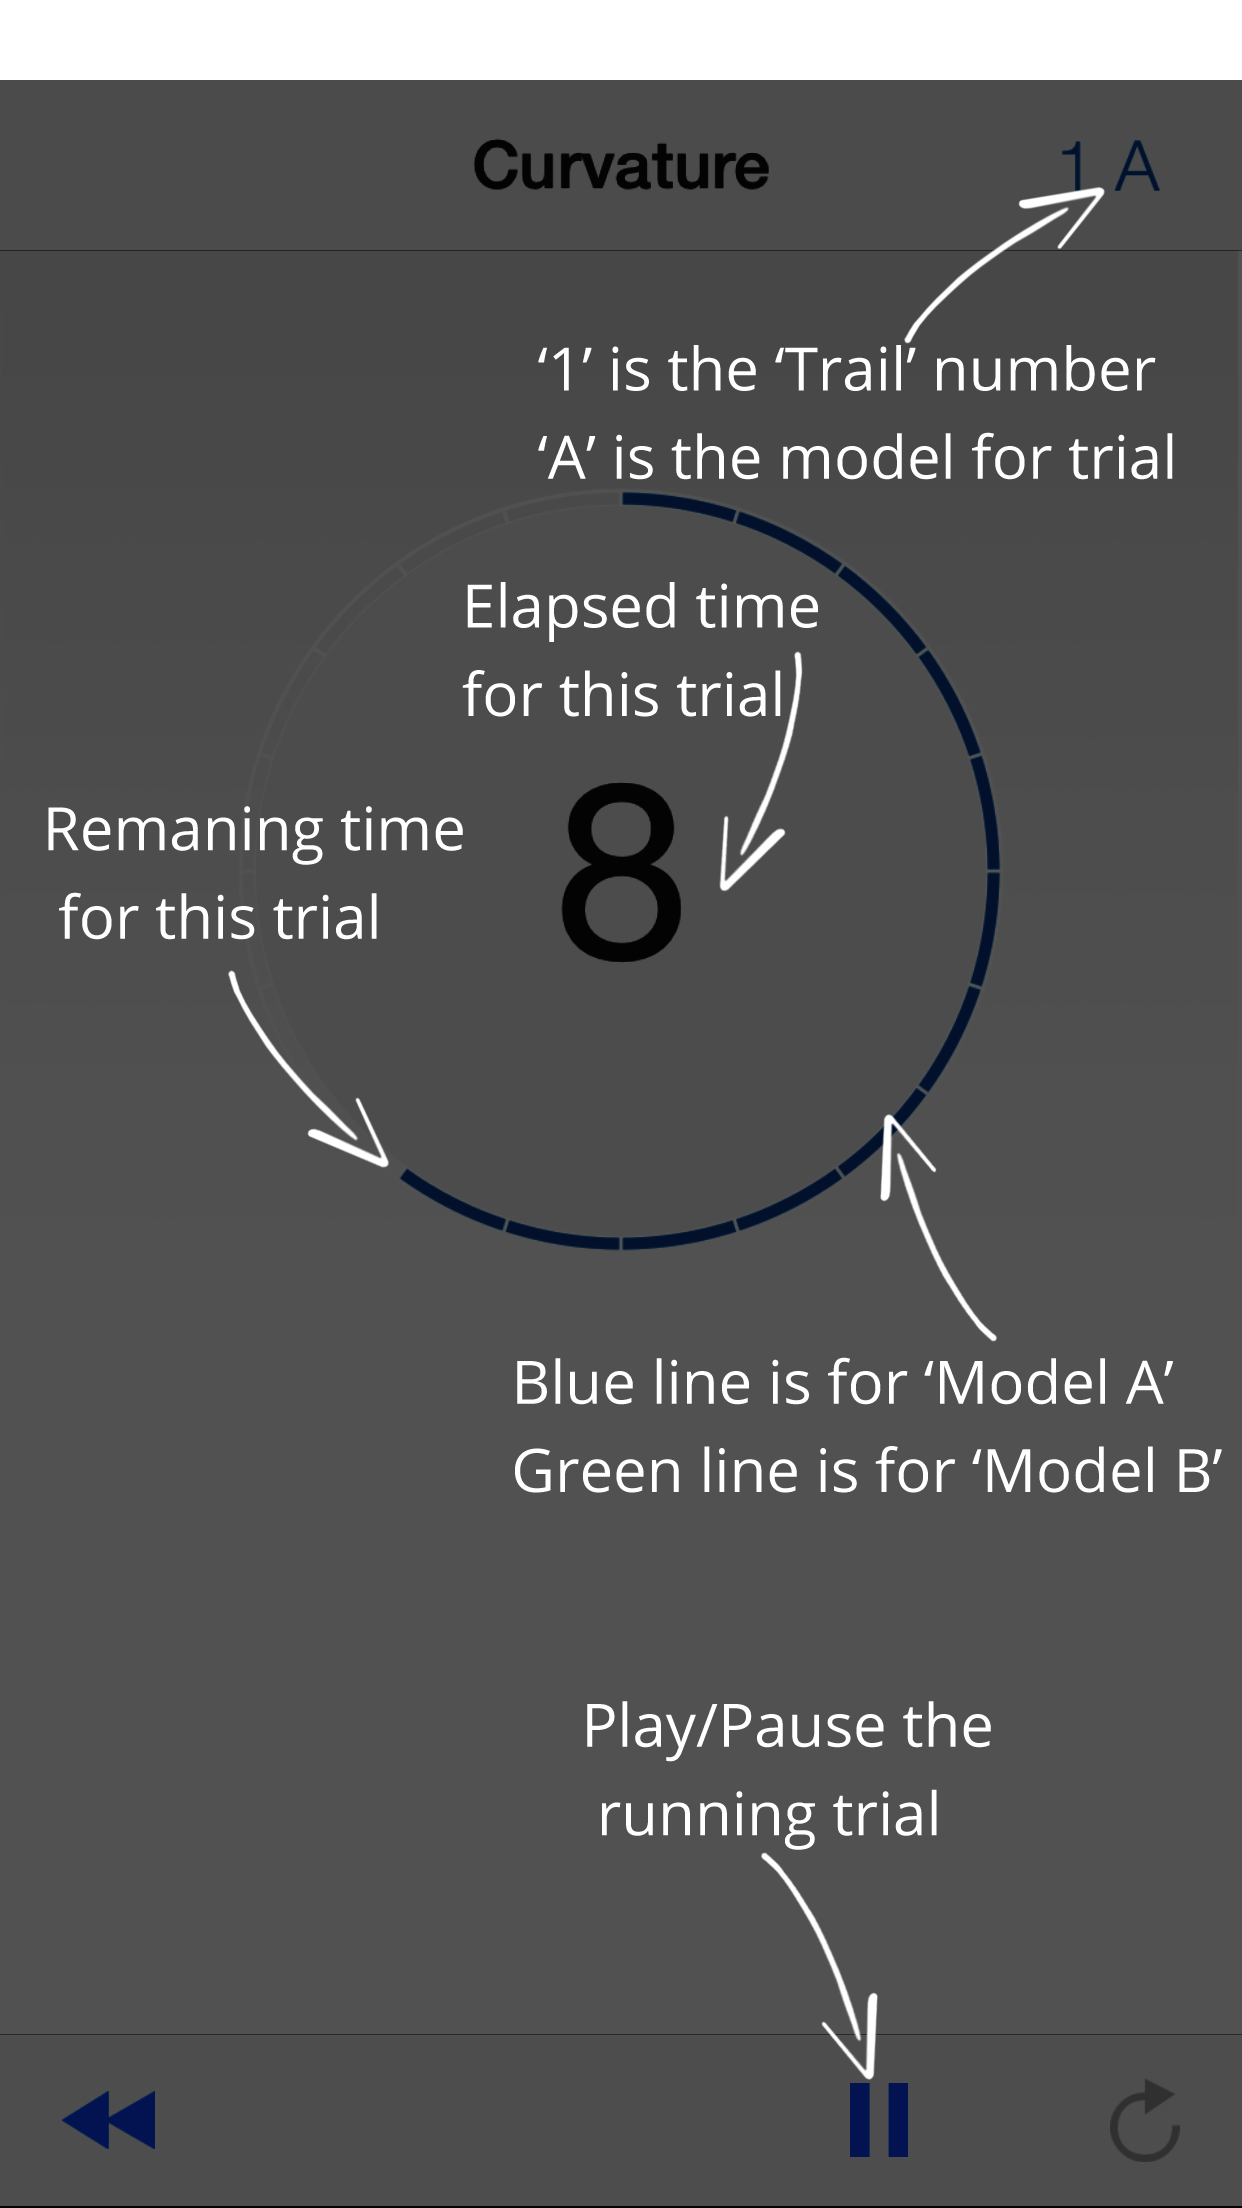 Curvature
1 A
‘1’ is the ‘Trail’ number
‘A’ is the model for trial
Elapsed time
for this trial
8
Remaning time
for this trial
Blue line is for ‘Model A’
Green line is for ‘Model B’
Play/Pause the
running trial